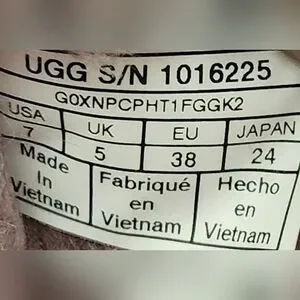 UGG S/N 1016225
G0XNPCPHT1FGGK2
USA UK EU JAPAN
7 5 38 24
Made Fabriqué Hecho
In en en
Vietnam Vietnam Vietnam